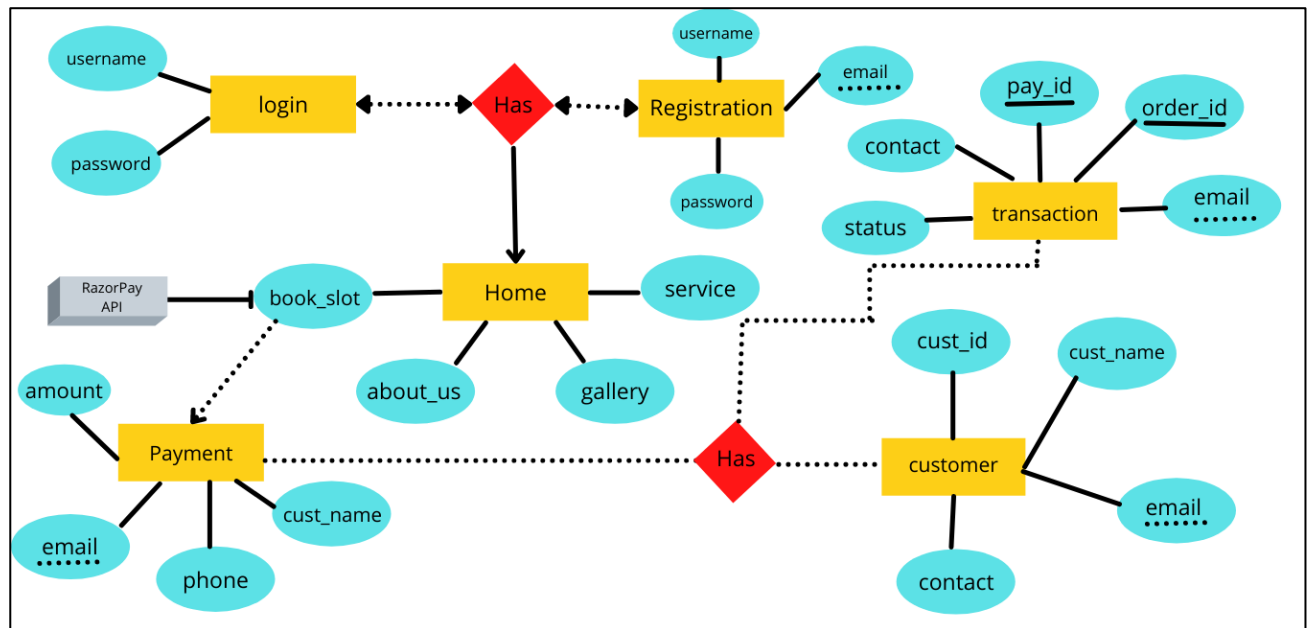 username
login
password
Has
username
email
Registration
password
pay_id
order_id
contact
email
transaction
status
RazorPay
API
book_slot
Home
service
about_us
gallery
cust_id
cust_name
amount
Payment
Has
customer
cust_name
email
email
phone
contact